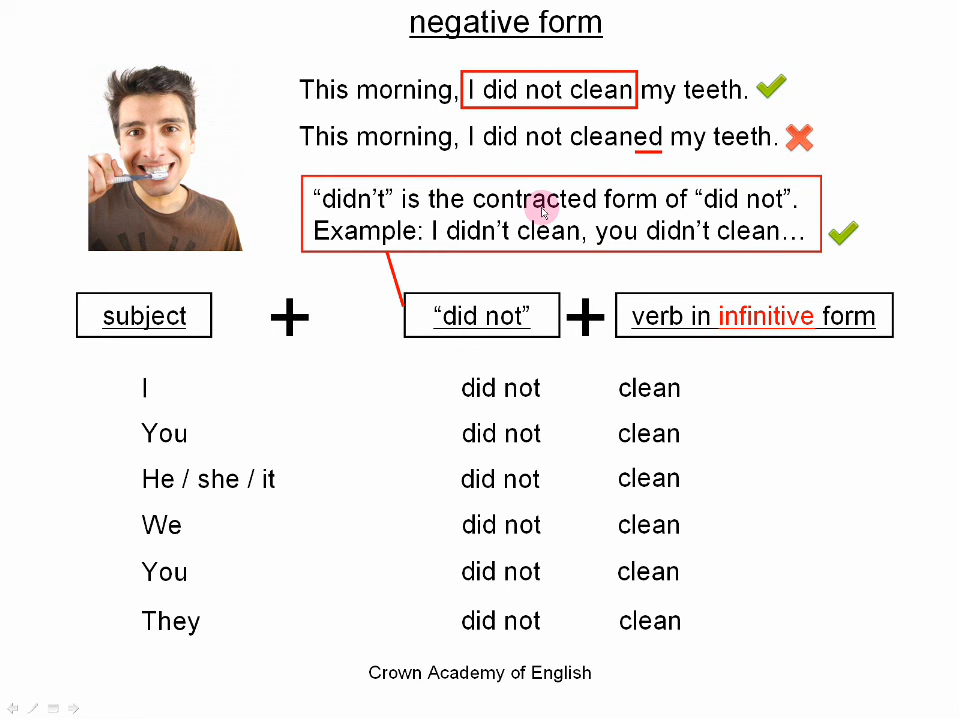 negative form
This morning, I did not clean my teeth.
This morning, I did not cleaned my teeth.
“didn’t” is the contracted form of “did not”.
Example: I didn’t clean, you didn’t clean…
subject + “did not” + verb in infinitive form
I did not clean
You did not clean
He / she / it did not clean
We did not clean
You did not clean
They did not clean
Crown Academy of English